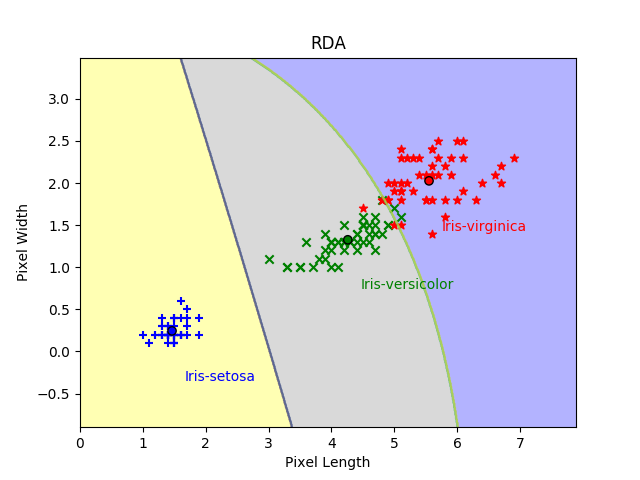 RDA
Pixel Width
3.0
2.5
2.0
1.5
1.0
0.5
0.0
−0.5
Iris-virginica
Iris-versicolor
Iris-setosa
0 1 2 3 4 5 6 7
Pixel Length